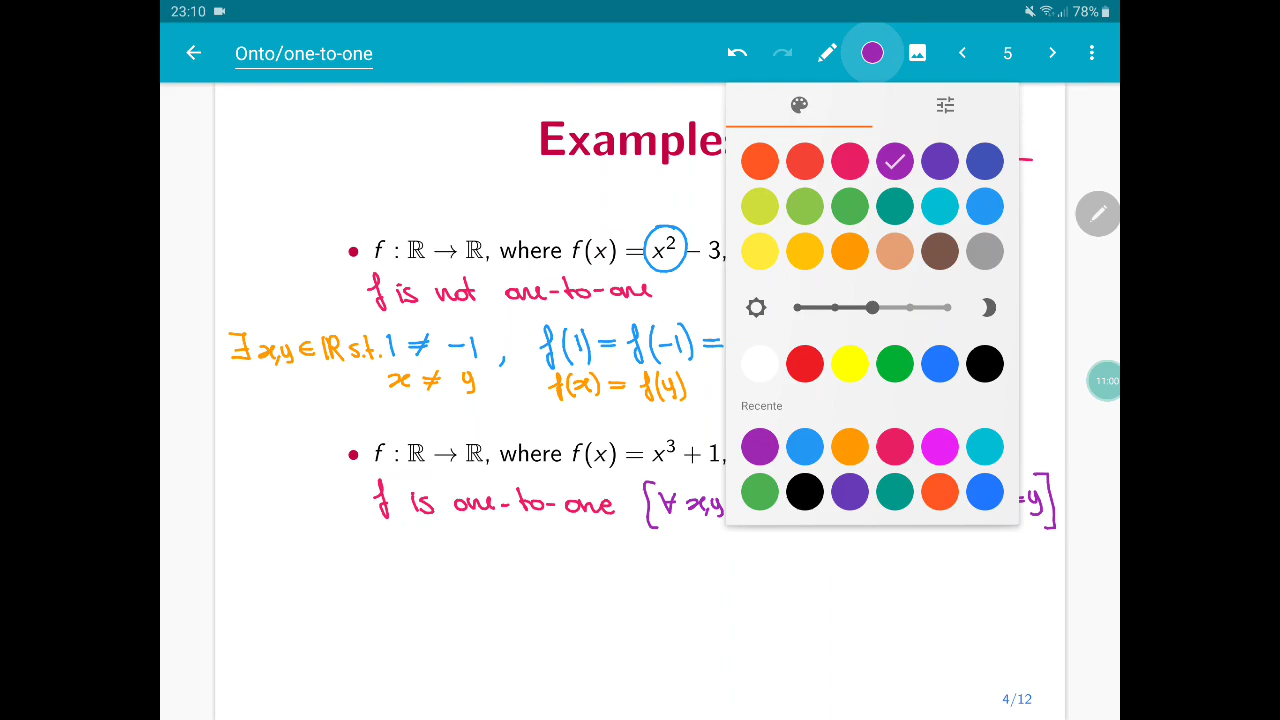 23:10 78%
Onto/one-to-one 5
Examples
• f : ℝ → ℝ, where f(x) = x² − 3,
f is not one-to-one
∃ x,y ∈ ℝ s.t. 1 ≠ −1 , f(1) = f(−1) =
x ≠ y f(x) = f(y)
Recente
• f : ℝ → ℝ, where f(x) = x³ + 1,
f is one-to-one [∀ x,y =y]
11:00
4/12